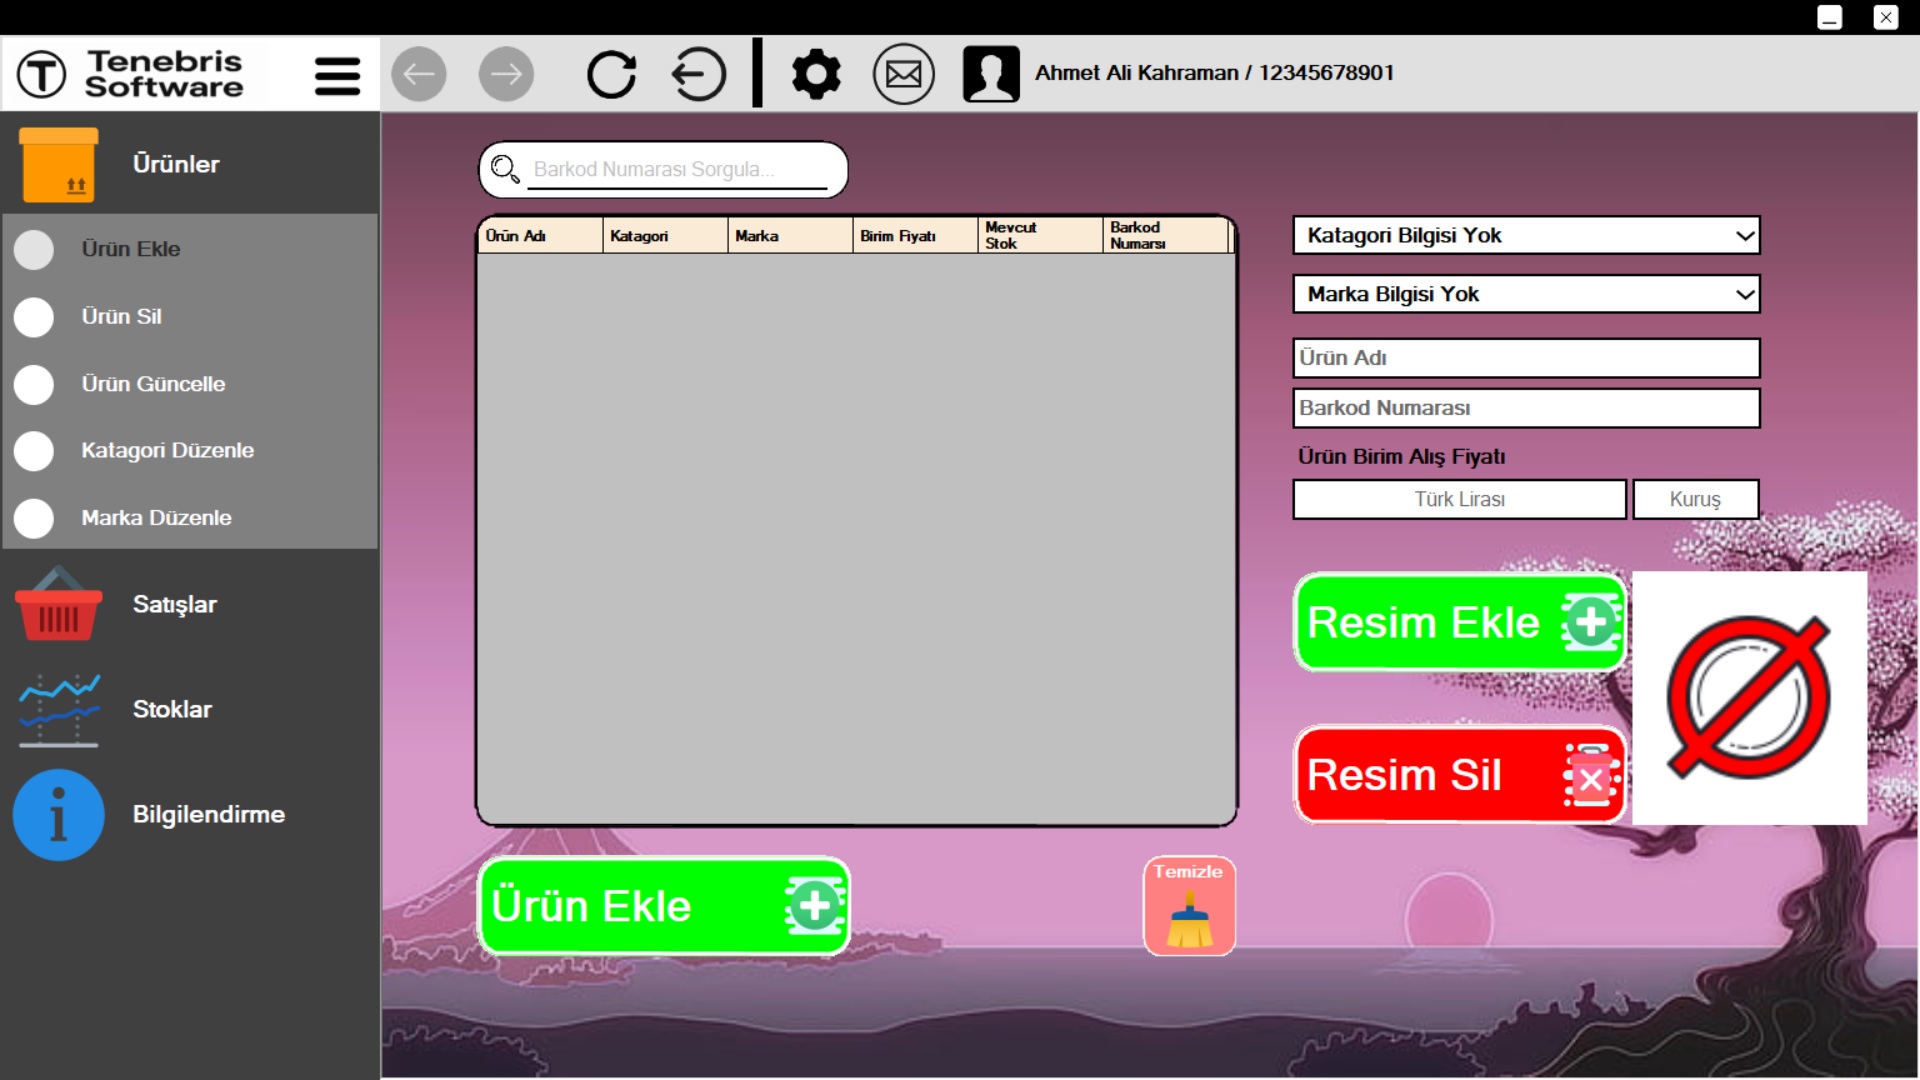 Tenebris
Software
Ahmet Ali Kahraman / 12345678901
Ürünler
Ürün Ekle
Ürün Sil
Ürün Güncelle
Katagori Düzenle
Marka Düzenle
Satışlar
Stoklar
Bilgilendirme
Barkod Numarası Sorgula...
Ürün Adı
Katagori
Marka
Birim Fiyatı
Mevcut
Stok
Barkod
Numarsı
Katagori Bilgisi Yok
Marka Bilgisi Yok
Ürün Adı
Barkod Numarası
Ürün Birim Alış Fiyatı
Türk Lirası
Kuruş
Resim Ekle
Resim Sil
Ürün Ekle
Temizle